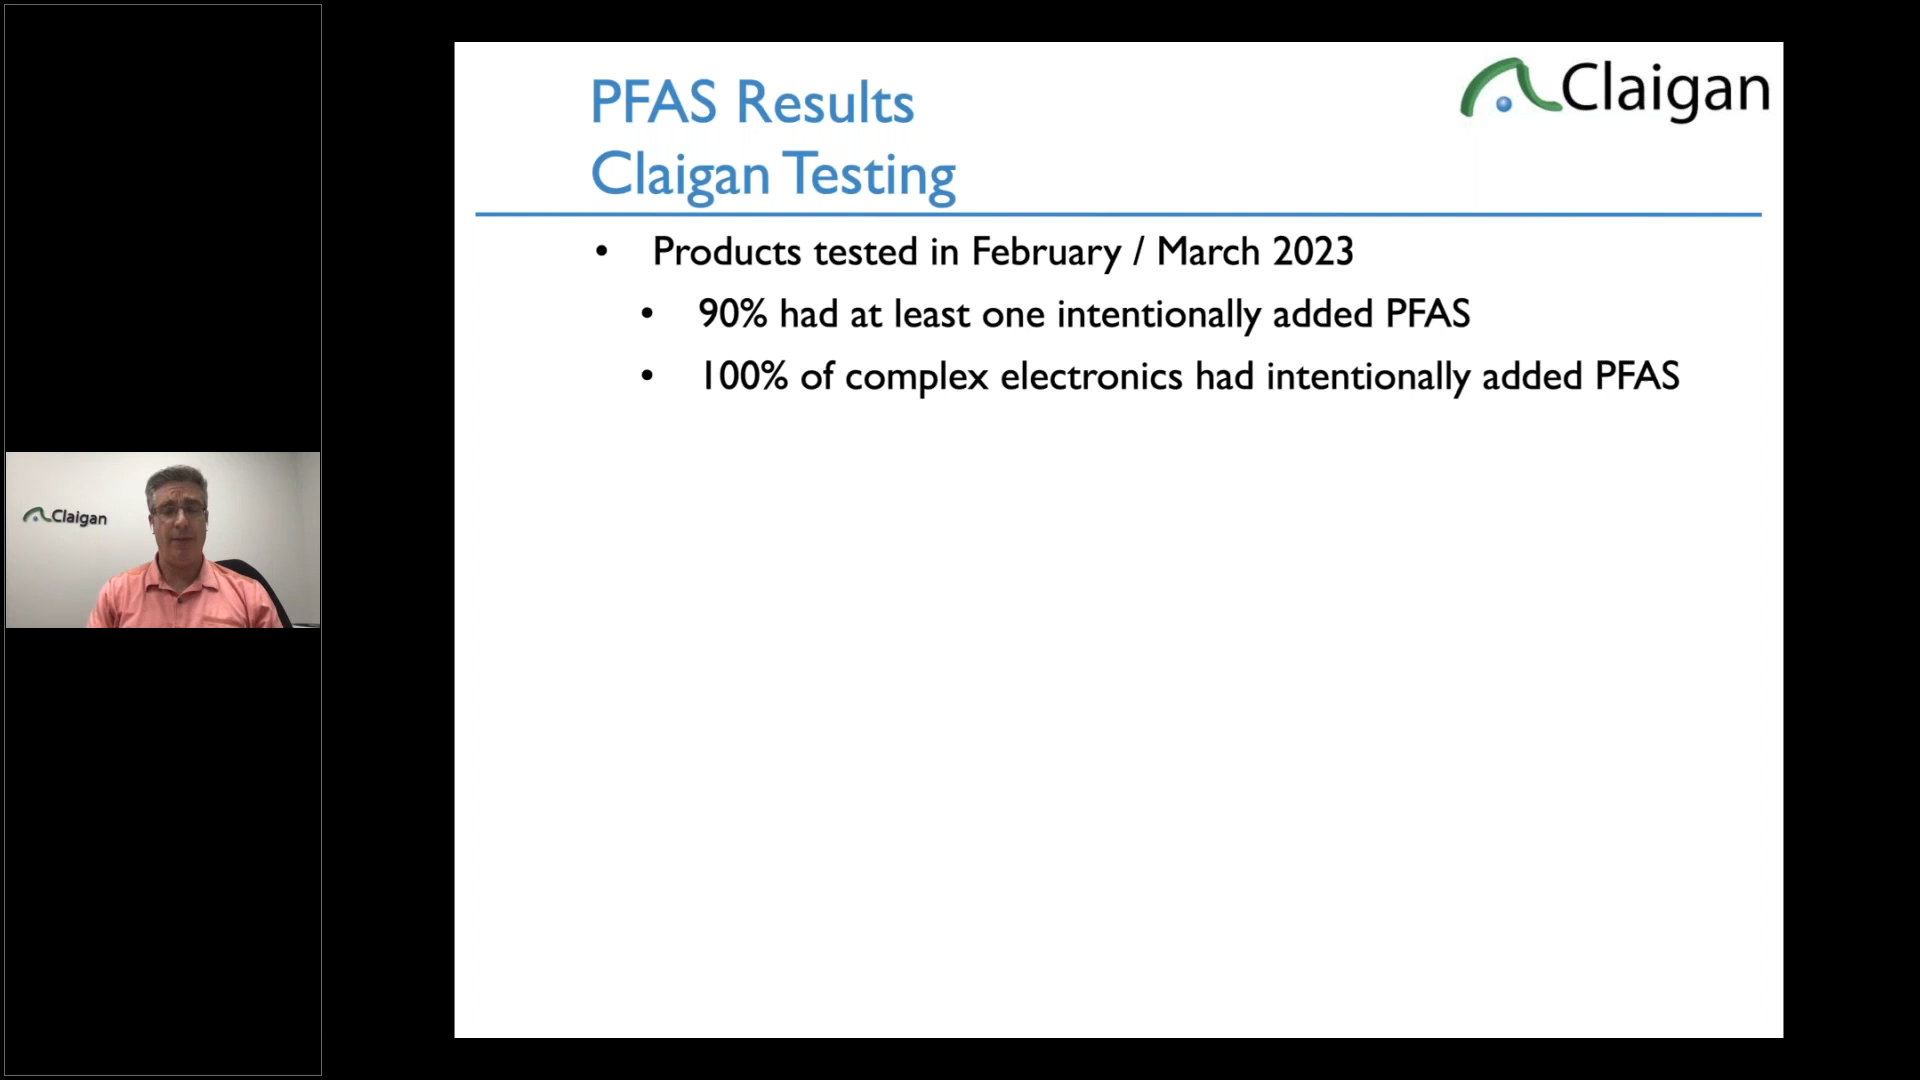 PFAS Results
Claigan Testing
Claigan
• Products tested in February / March 2023
• 90% had at least one intentionally added PFAS
• 100% of complex electronics had intentionally added PFAS
Claigan